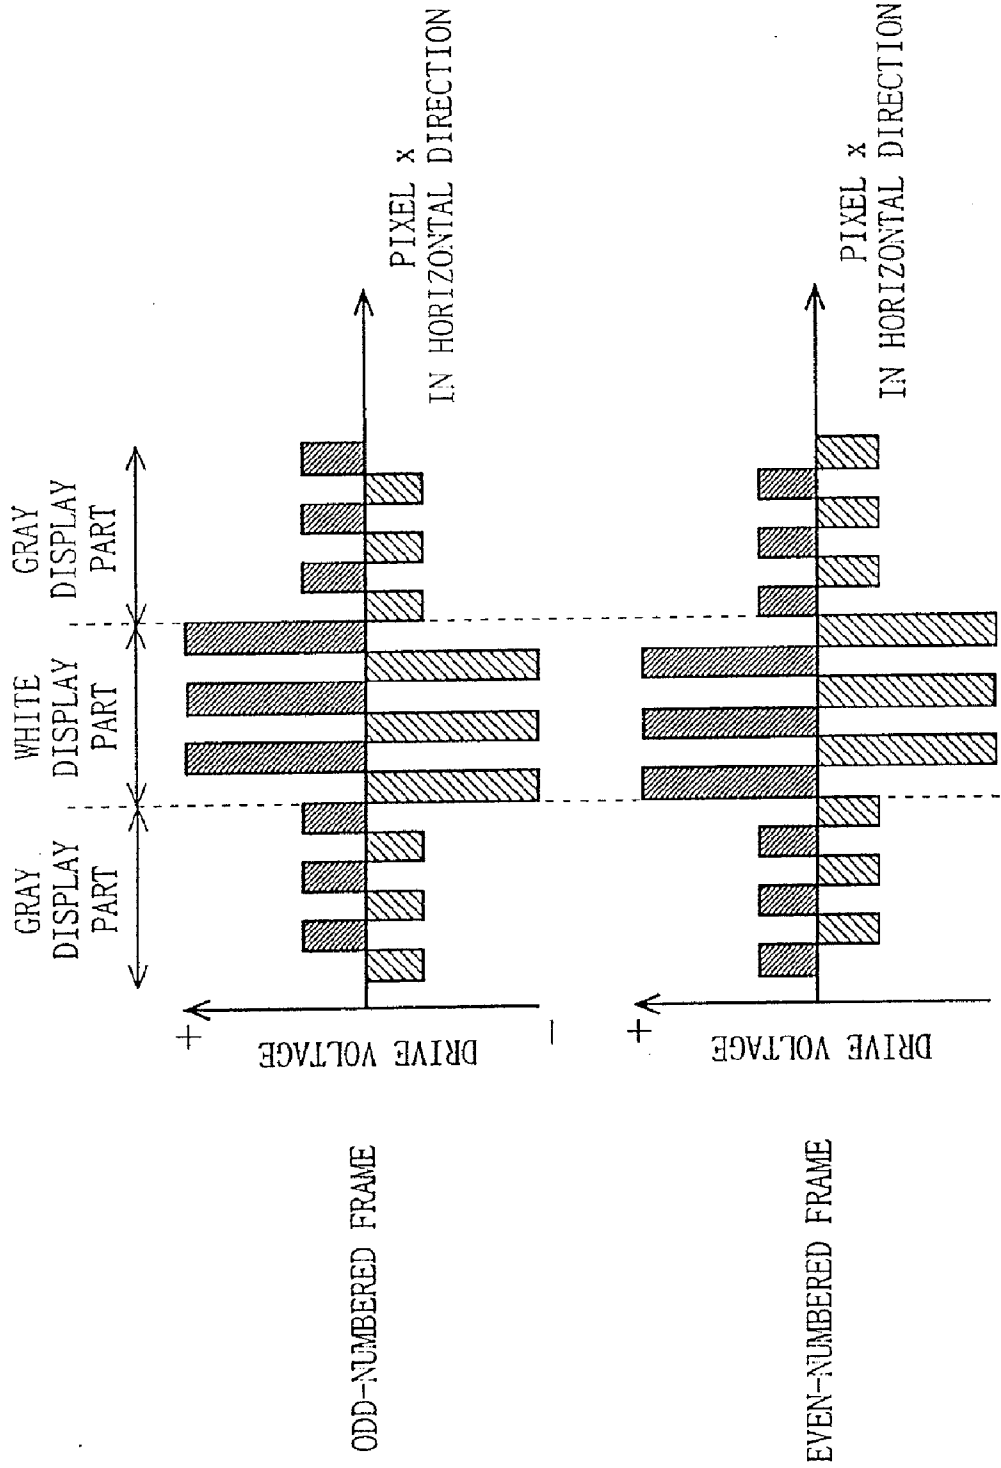 GRAY
DISPLAY
PART
WHITE
DISPLAY
PART
GRAY
DISPLAY
PART
ODD-NUMBERED FRAME
DRIVE VOLTAGE
+
−
PIXEL x
IN HORIZONTAL DIRECTION
EVEN-NUMBERED FRAME
DRIVE VOLTAGE
+
PIXEL x
IN HORIZONTAL DIRECTION